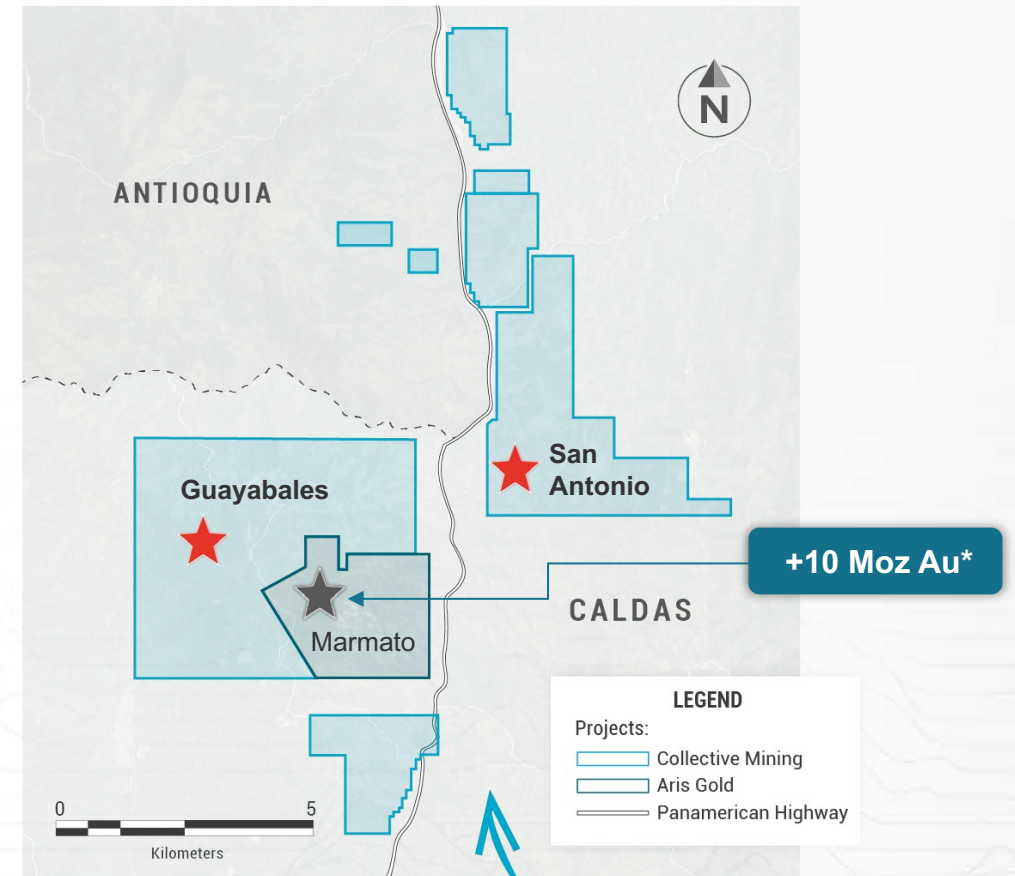 N
ANTIOQUIA
San
Antonio
Guayabales
+10 Moz Au*
CALDAS
Marmato
LEGEND
Projects:
Collective Mining
Aris Gold
Panamerican Highway
0 5
Kilometers